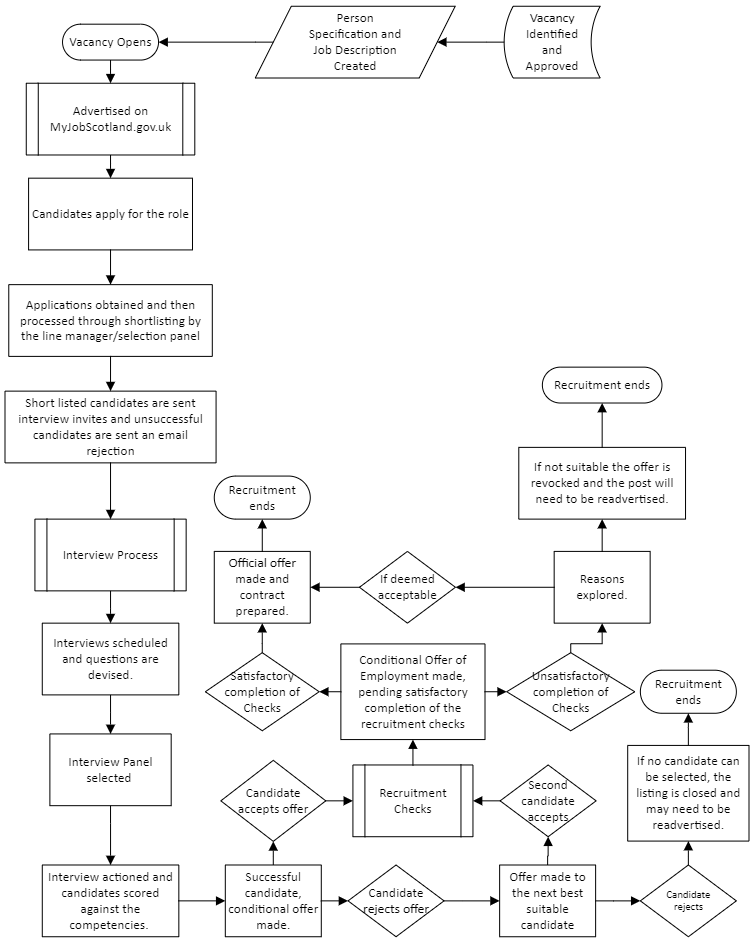 Vacancy
Identified
and
Approved
Person
Specification and
Job Description
Created
Vacancy Opens
Advertised on
MyJobScotland.gov.uk
Candidates apply for the role
Applications obtained and then
processed through shortlisting by
the line manager/selection panel
Short listed candidates are sent
interview invites and unsuccessful
candidates are sent an email
rejection
Interview Process
Interviews scheduled
and questions are
devised.
Interview Panel
selected
Interview actioned and
candidates scored
against the
competencies.
Successful
candidate,
conditional offer
made.
Candidate
accepts offer
Candidate
rejects offer
Offer made to
the next best
suitable
candidate
Second
candidate
accepts
Candidate
rejects
If no candidate can
be selected, the
listing is closed and
may need to be
readvertised.
Recruitment
ends
Recruitment
Checks
Conditional Offer of
Employment made,
pending satisfactory
completion of the
recruitment checks
Satisfactory
completion of
Checks
Unsatisfactory
completion of
Checks
Official offer
made and
contract
prepared.
Recruitment
ends
If deemed
acceptable
Reasons
explored.
If not suitable the offer is
revocked and the post will
need to be readvertised.
Recruitment ends